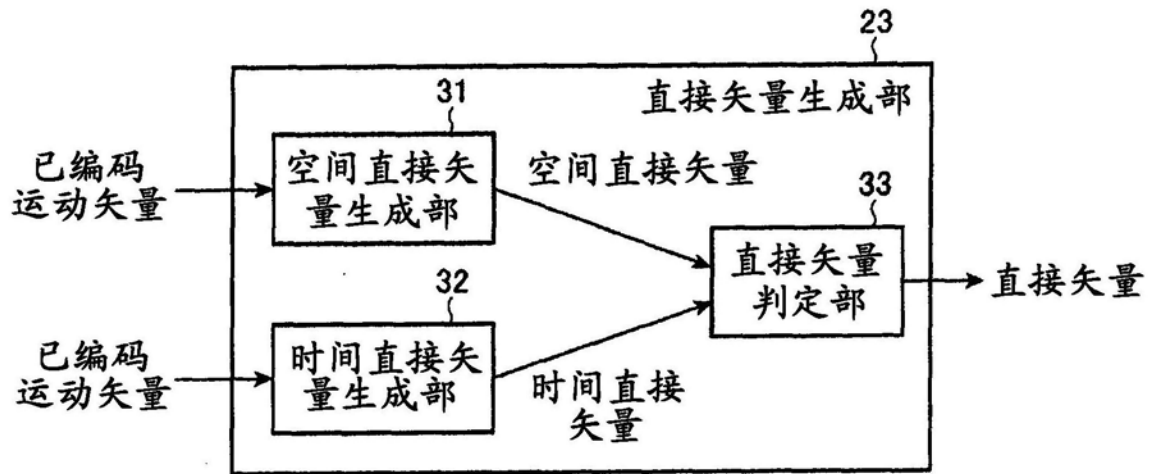 23
直接矢量生成部
31
已编码
运动矢量
空间直接矢
量生成部
空间直接矢量
33
直接矢量
判定部
直接矢量
32
已编码
运动矢量
时间直接矢
量生成部
时间直接
矢量